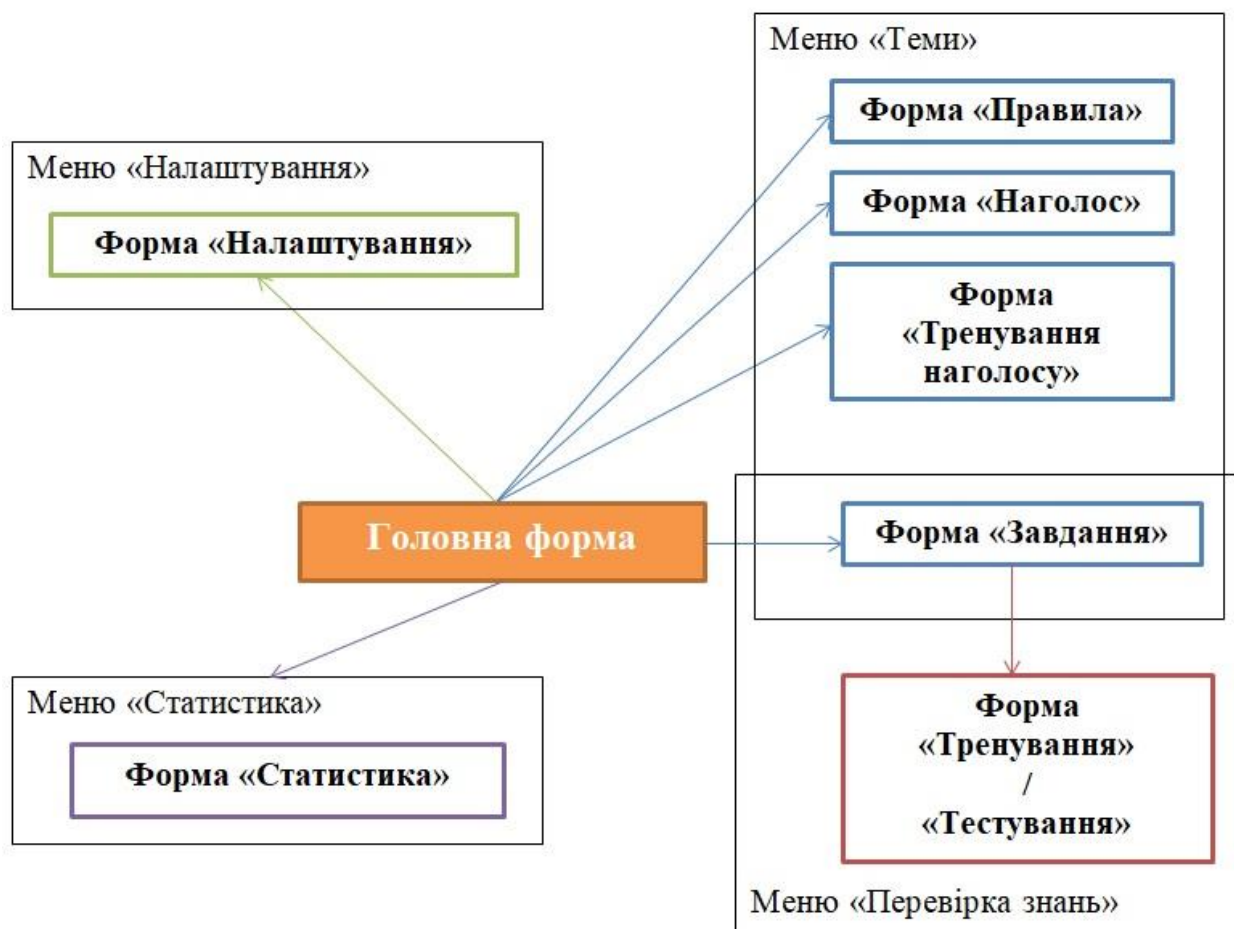 Меню «Теми»
Форма «Правила»
Форма «Наголос»
Форма
«Тренування
наголосу»
Меню «Налаштування»
Форма «Налаштування»
Головна форма
Форма «Завдання»
Меню «Статистика»
Форма «Статистика»
Форма
«Тренування»
/
«Тестування»
Меню «Перевірка знань»